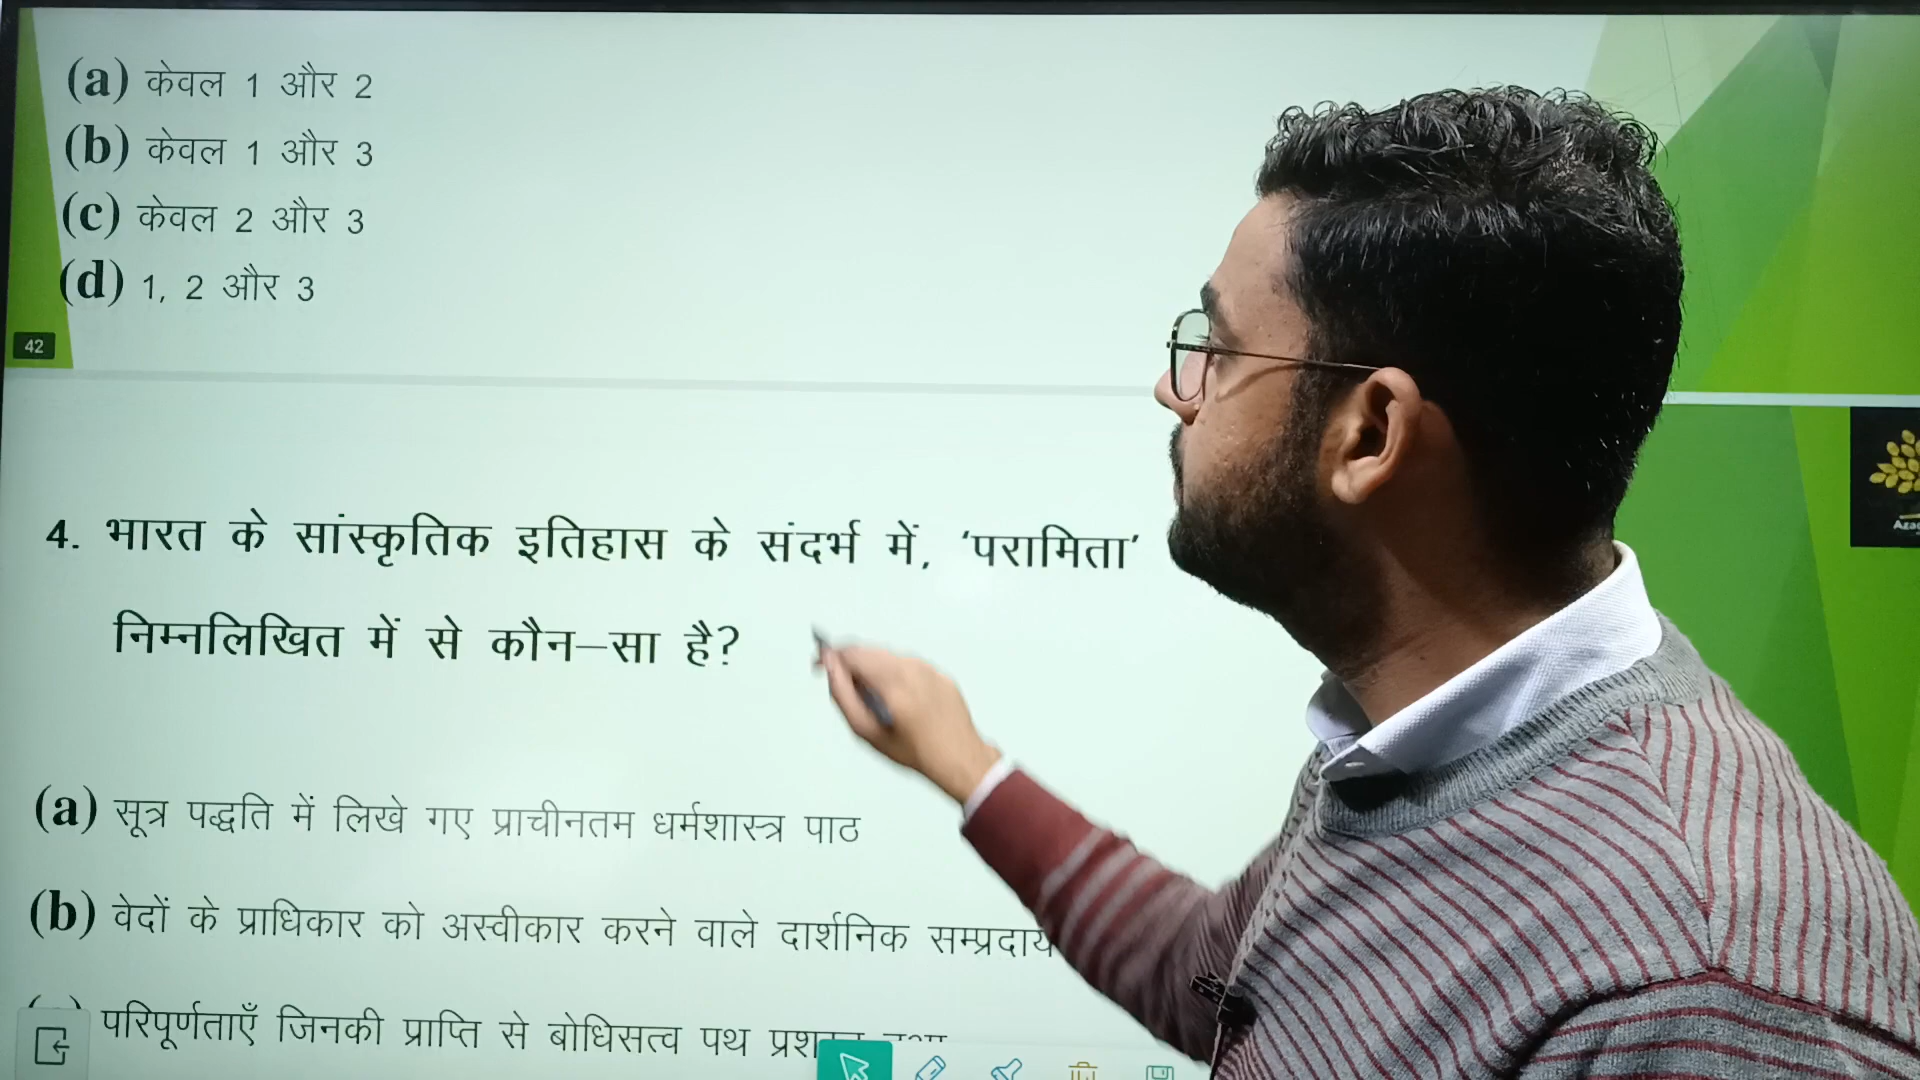 (a) केवल 1 और 2
(b) केवल 1 और 3
(c) केवल 2 और 3
(d) 1, 2 और 3
42
4. भारत के सांस्कृतिक इतिहास के संदर्भ में, ‘परामिता’
निम्नलिखित में से कौन–सा है?
(a) सूत्र पद्धति में लिखे गए प्राचीनतम धर्मशास्त्र पाठ
(b) वेदों के प्राधिकार को अस्वीकार करने वाले दार्शनिक सम्प्रदाय
परिपूर्णताएँ जिनकी प्राप्ति से बोधिसत्व पथ